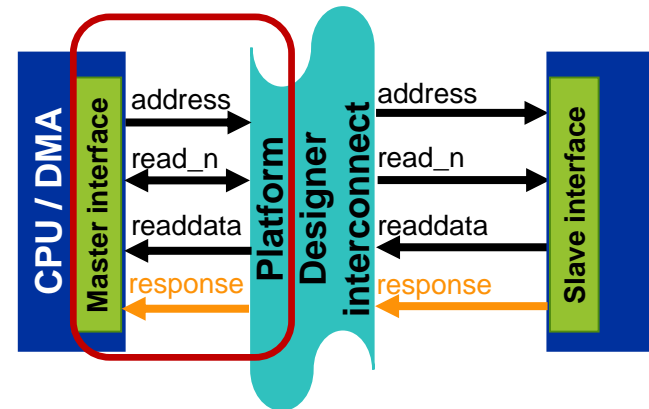 CPU / DMA
Master interface
address
read_n
readdata
response
Platform
Designer
interconnect
address
read_n
readdata
response
Slave interface